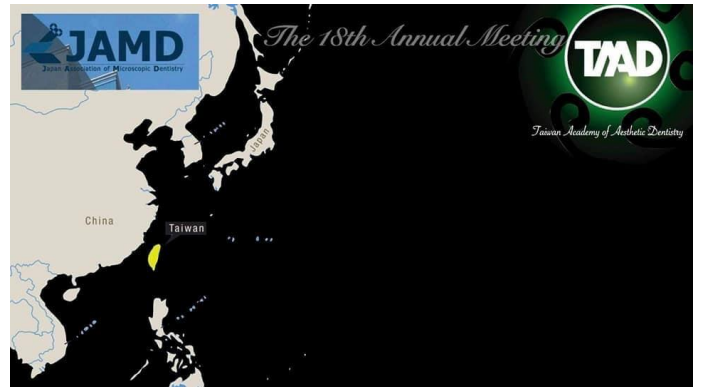 JAMD
Japan Association of Microscopic Dentistry
The 18th Annual Meeting
TAAD
Taiwan Academy of Aesthetic Dentistry
Japan
China
Taiwan